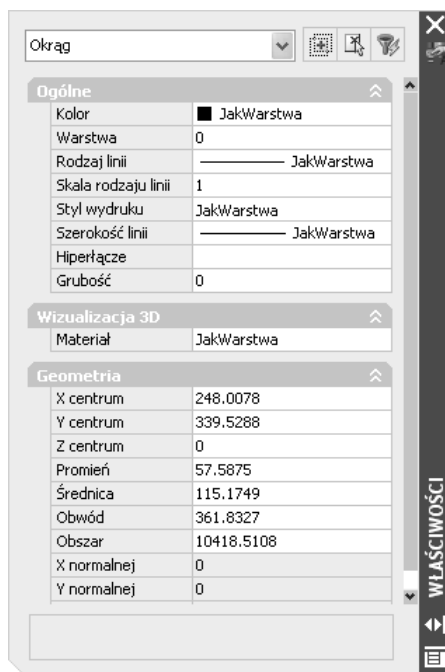 Okrąg
Ogólne
Kolor JakWarstwa
Warstwa 0
Rodzaj linii JakWarstwa
Skala rodzaju linii 1
Styl wydruku JakWarstwa
Szerokość linii JakWarstwa
Hiperłącze
Grubość 0
Wizualizacja 3D
Materiał JakWarstwa
Geometria
X centrum 248.0078
Y centrum 339.5288
Z centrum 0
Promień 57.5875
Średnica 115.1749
Obwód 361.8327
Obszar 10418.5108
X normalnej 0
Y normalnej 0
WŁAŚCIWOŚCI